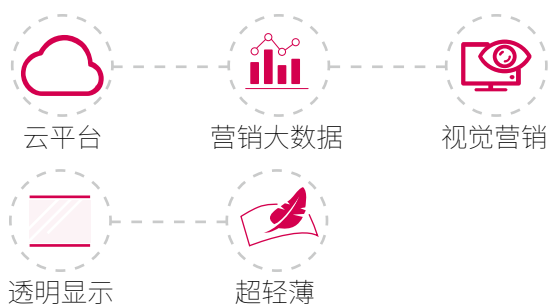 云平台
营销大数据
视觉营销
透明显示
超轻薄